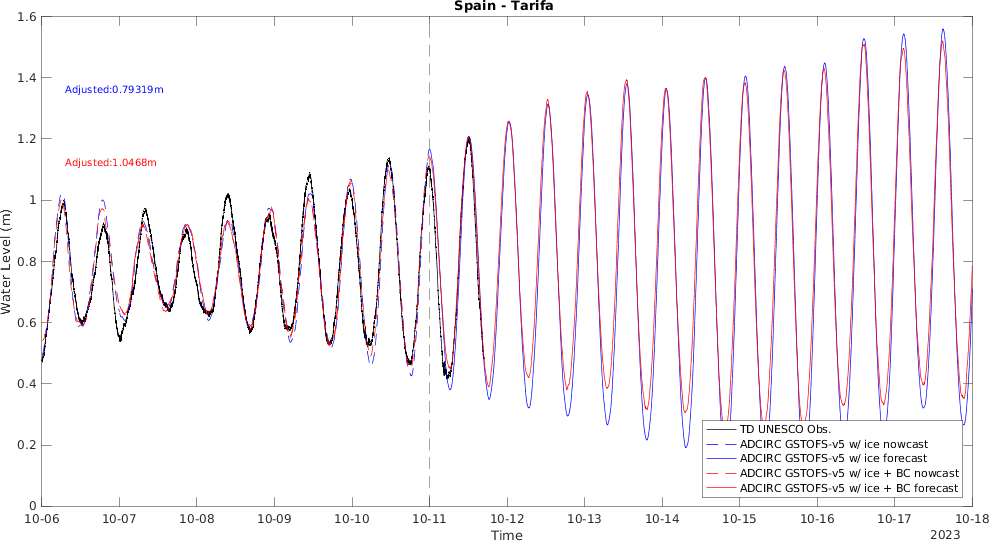 Spain - Tarifa
1.6
1.4
1.2
1
0.8
0.6
0.4
0.2
0
Water Level (m)
Adjusted:0.79319m
Adjusted:1.0468m
TD UNESCO Obs.
ADCIRC GSTOFS-v5 w/ ice nowcast
ADCIRC GSTOFS-v5 w/ ice forecast
ADCIRC GSTOFS-v5 w/ ice + BC nowcast
ADCIRC GSTOFS-v5 w/ ice + BC forecast
10-06 10-07 10-08 10-09 10-10 10-11 10-12 10-13 10-14 10-15 10-16 10-17 10-18
Time
2023